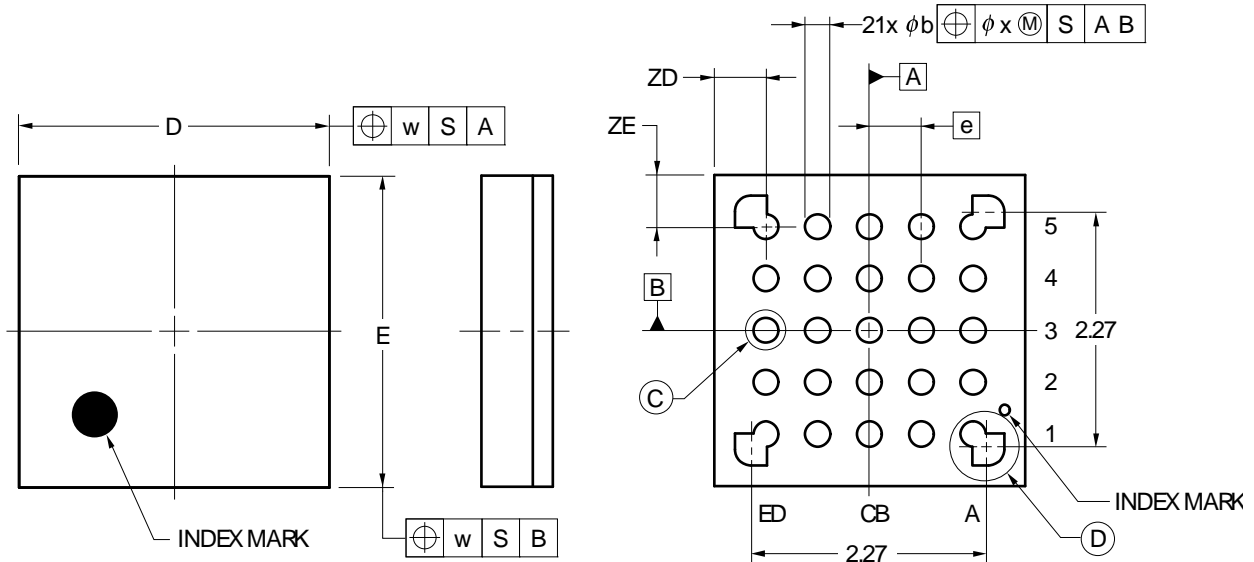 21x ϕb ⌖ ϕx Ⓜ S A B
ZD
A
D
⌖ w S A
ZE
e
5
4
B
E
3
2.27
C
2
1
INDEX MARK
ED
CB
A
INDEX MARK
D
⌖ w S B
2.27